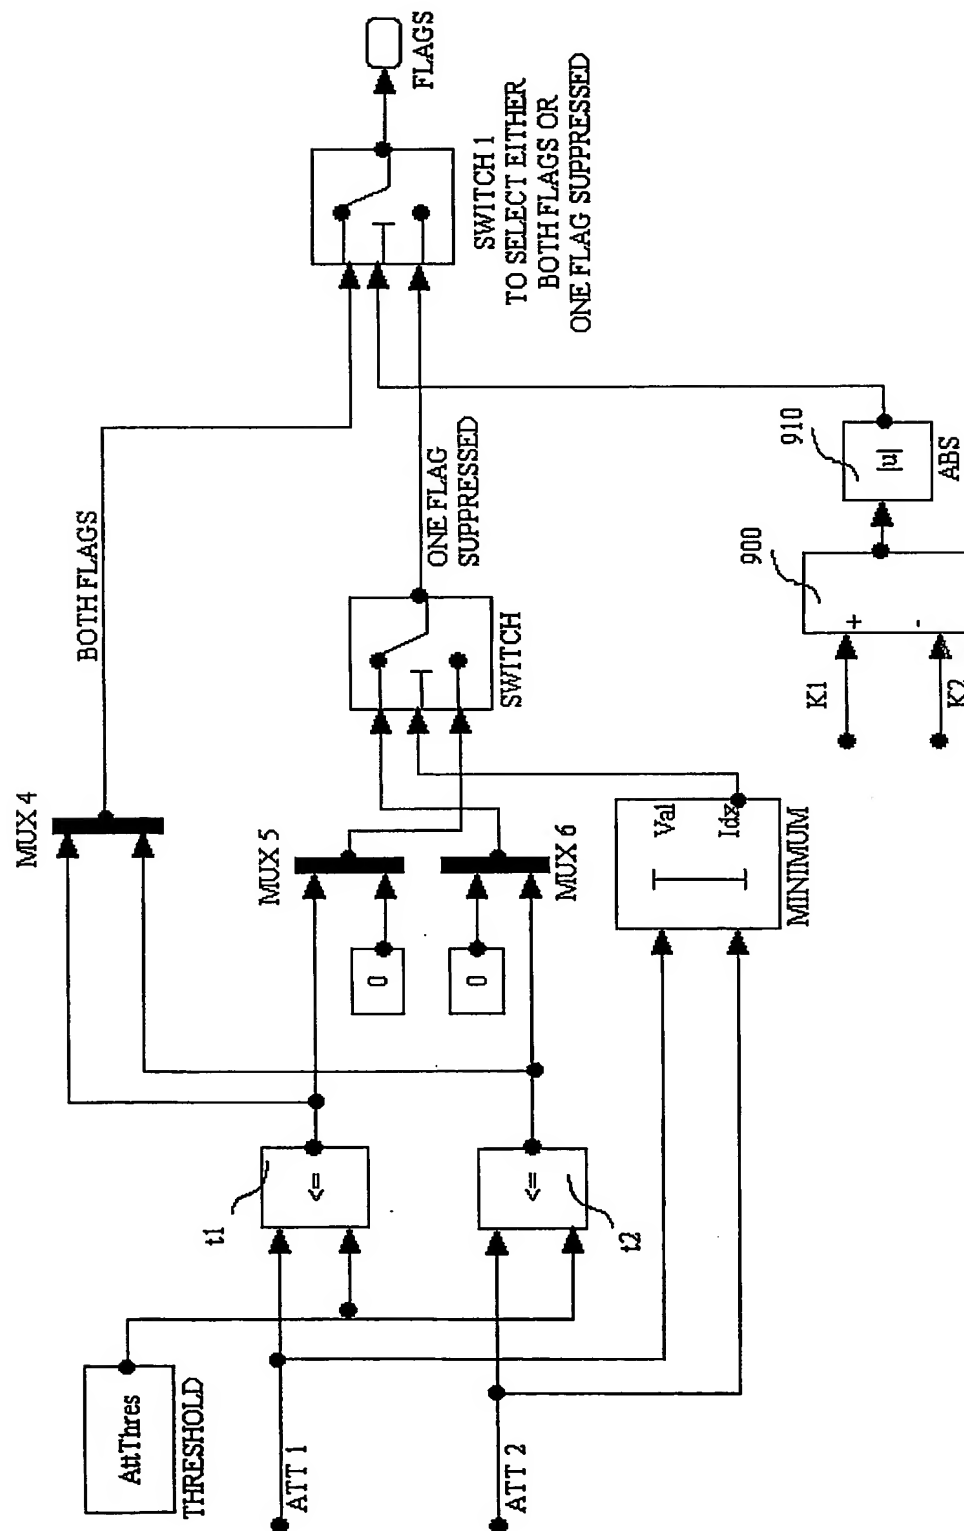 AttThres
THRESHOLD
ATT 1
ATT 2
t1
<=
<=
t2
MUX 4
BOTH FLAGS
MUX 5
0
0
MUX 6
Val
Idx
MINIMUM
SWITCH
ONE FLAG
SUPPRESSED
K1
K2
+
-
900
|u|
910
ABS
SWITCH 1
TO SELECT EITHER
BOTH FLAGS OR
ONE FLAG SUPPRESSED
FLAGS